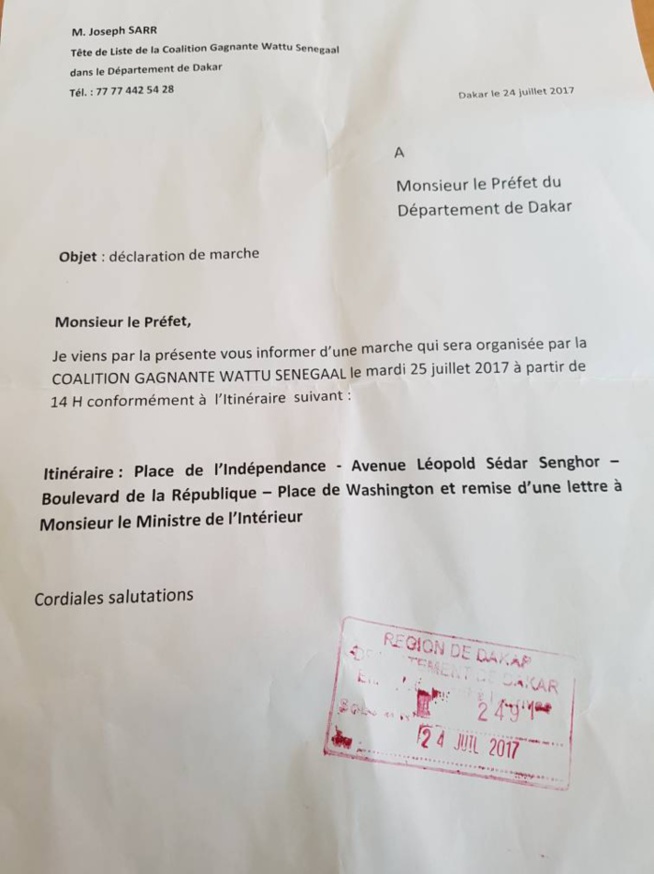 M. Joseph SARR
Tête de Liste de la Coalition Gagnante Wattu Senegaal
dans le Département de Dakar
Tél. : 77 77 442 54 28
Dakar le 24 juillet 2017
A
Monsieur le Préfet du
Département de Dakar
Objet : déclaration de marche
Monsieur le Préfet,
Je viens par la présente vous informer d’une marche qui sera organisée par la
COALITION GAGNANTE WATTU SENEGAAL le mardi 25 juillet 2017 à partir de
14 H conformément à l’Itinéraire suivant :
Itinéraire : Place de l’Indépendance - Avenue Léopold Sédar Senghor –
Boulevard de la République – Place de Washington et remise d’une lettre à
Monsieur le Ministre de l’Intérieur
Cordiales salutations
REGION DE DAKAR
DE DAKAR
24 JUIL 2017